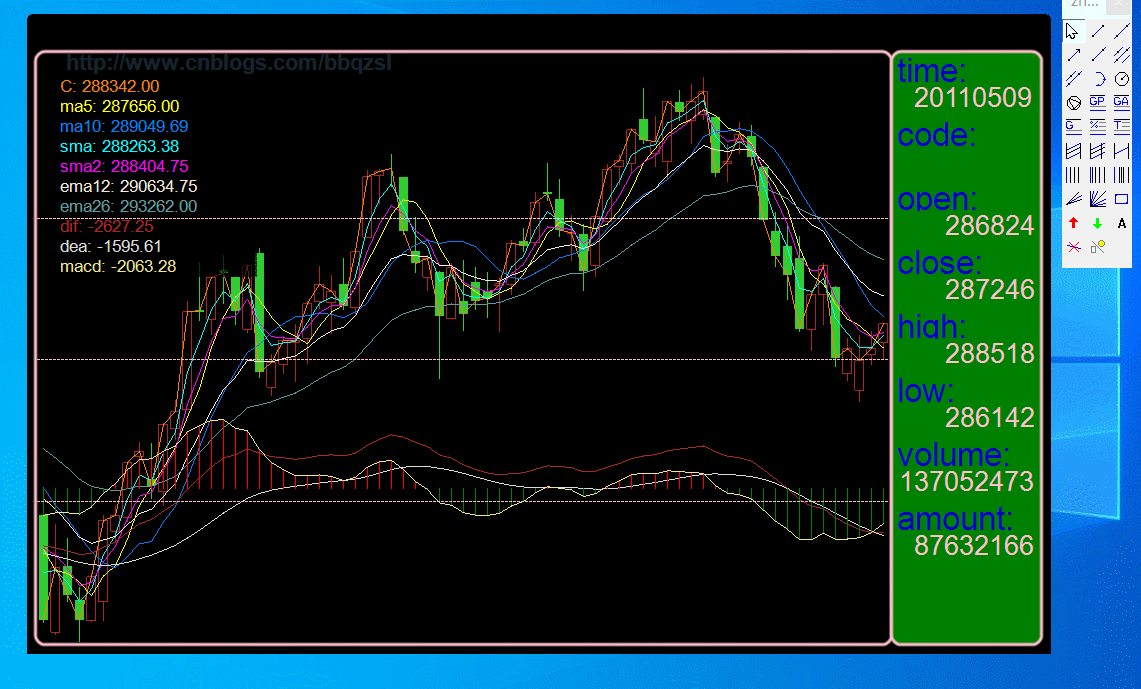 http://www.cnblogs.com/bbqzsl
C: 288342.00
ma5: 287656.00
ma10: 289049.69
sma: 288263.38
sma2: 288404.75
ema12: 290634.75
ema26: 293262.00
dif: -2627.25
dea: -1595.61
macd: -2063.28
time:
20110509
code:
open:
286824
close:
287246
high:
288518
low:
286142
volume:
137052473
amount:
87632166
zh...
GP
GA
G
%
T
A